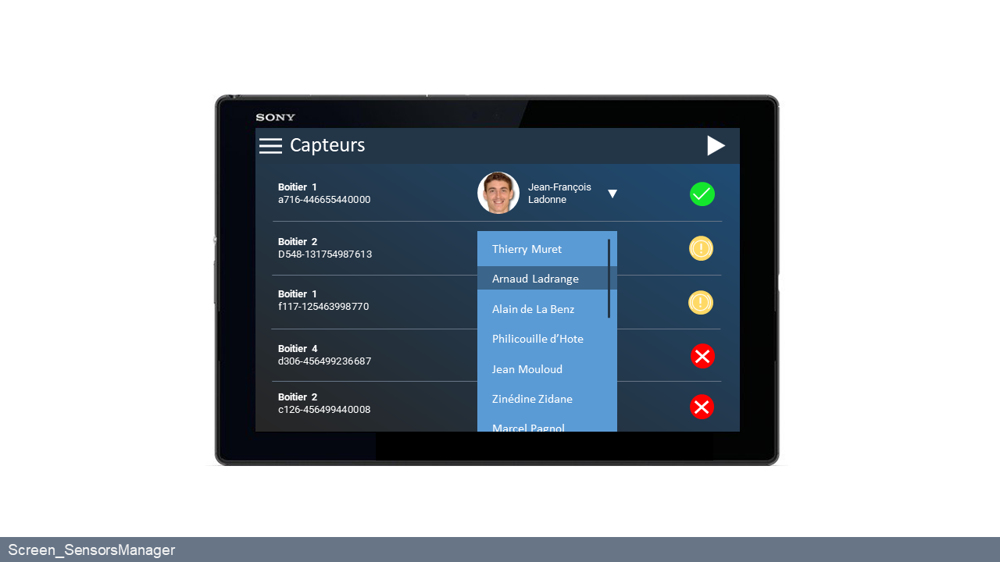 SONY
Capteurs
Boitier 1
a716-446655440000
Jean-François
Ladonne
Boitier 2
D548-131754987613
Thierry Muret
Arnaud Ladrange
Boitier 1
f117-125463998770
Alain de La Benz
Philicouille d’Hote
Boitier 4
d306-456499236687
Jean Mouloud
Boitier 2
c126-456499440008
Zinédine Zidane
Marcel Pagnol
Screen_SensorsManager